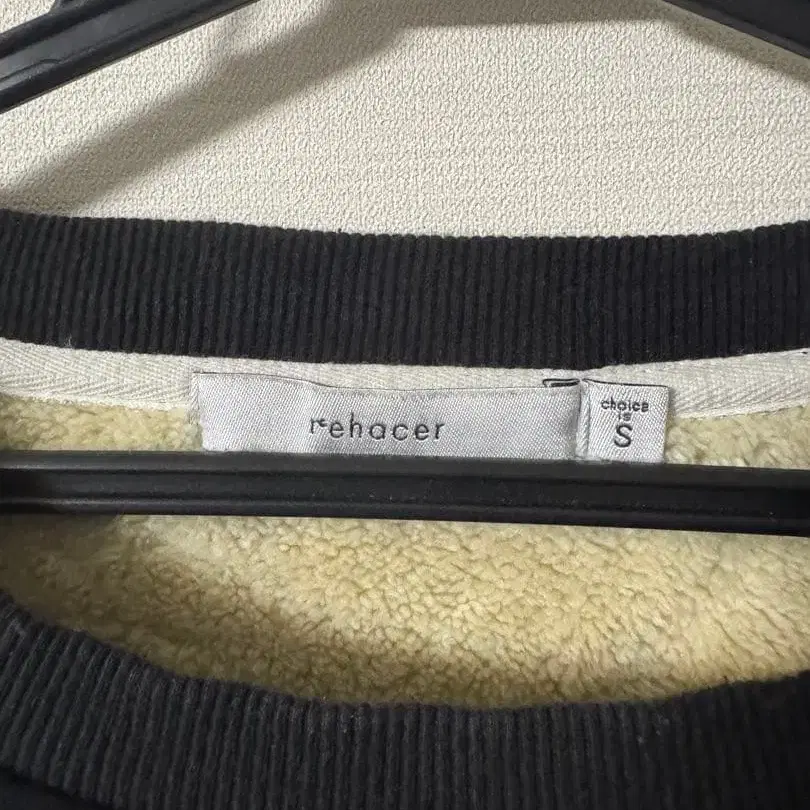 rehacer
choice
is
S